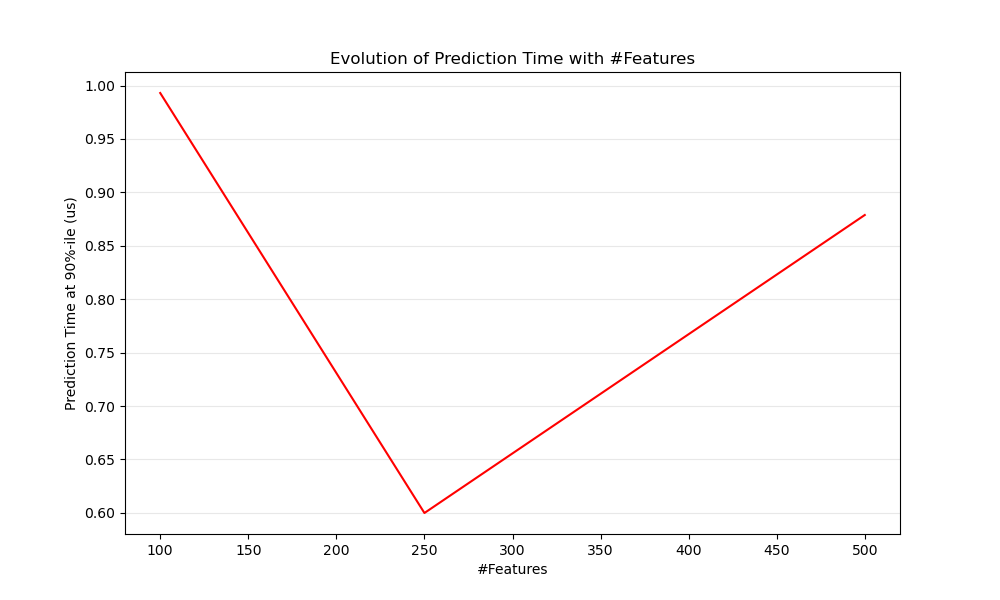 Evolution of Prediction Time with #Features
Prediction Time at 90%-ile (us)
1.00
0.95
0.90
0.85
0.80
0.75
0.70
0.65
0.60
100 150 200 250 300 350 400 450 500
#Features